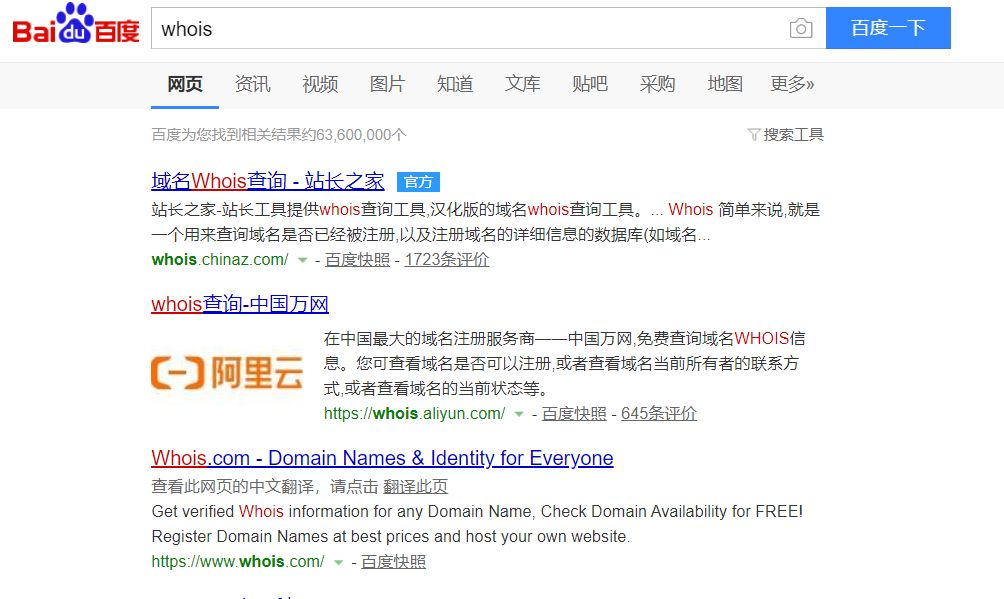 Bai du 百度
whois
百度一下
网页 资讯 视频 图片 知道 文库 贴吧 采购 地图 更多»
百度为您找到相关结果约63,600,000个
搜索工具
域名Whois查询 - 站长之家 官方
站长之家-站长工具提供whois查询工具,汉化版的域名whois查询工具。... Whois 简单来说,就是
一个用来查询域名是否已经被注册,以及注册域名的详细信息的数据库(如域名...
whois.chinaz.com/ - 百度快照 - 1723条评价
whois查询-中国万网
阿里云
在中国最大的域名注册服务商——中国万网,免费查询域名WHOIS信
息。您可查看域名是否可以注册,或者查看域名当前所有者的联系方
式,或者查看域名的当前状态等。
https://whois.aliyun.com/ - 百度快照 - 645条评价
Whois.com - Domain Names & Identity for Everyone
查看此网页的中文翻译，请点击 翻译此页
Get verified Whois information for any Domain Name, Check Domain Availability for FREE!
Register Domain Names at best prices and host your own website.
https://www.whois.com/ - 百度快照